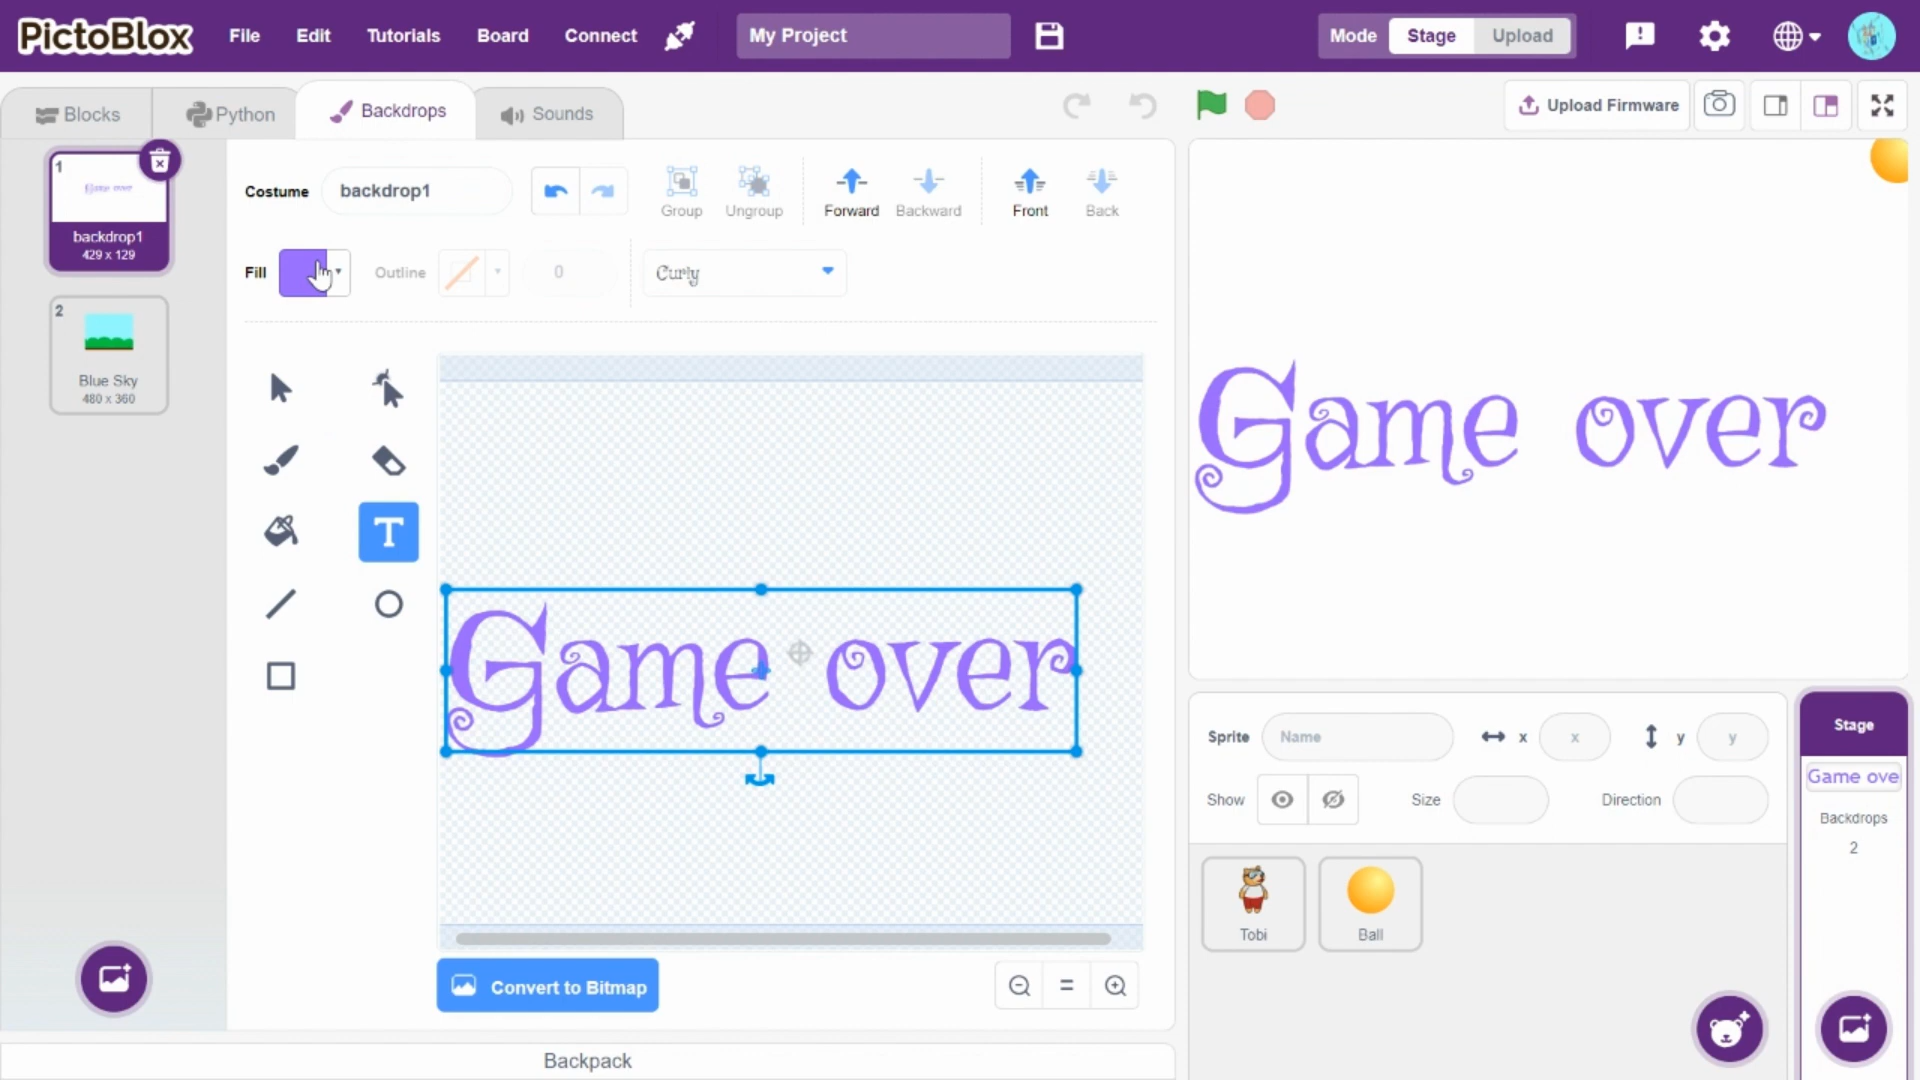 PictoBlox File Edit Tutorials Board Connect My Project Mode Stage Upload
Blocks Python Backdrops Sounds Upload Firmware
1
Game over
backdrop1
429 x 129
2
Blue Sky
480 x 360
Costume backdrop1 Group Ungroup Forward Backward Front Back
Fill Outline 0 Curly
T
Game over
Convert to Bitmap
Backpack
Game over
Sprite Name x x y y
Show Size Direction
Tobi Ball
Stage
Game ove
Backdrops
2